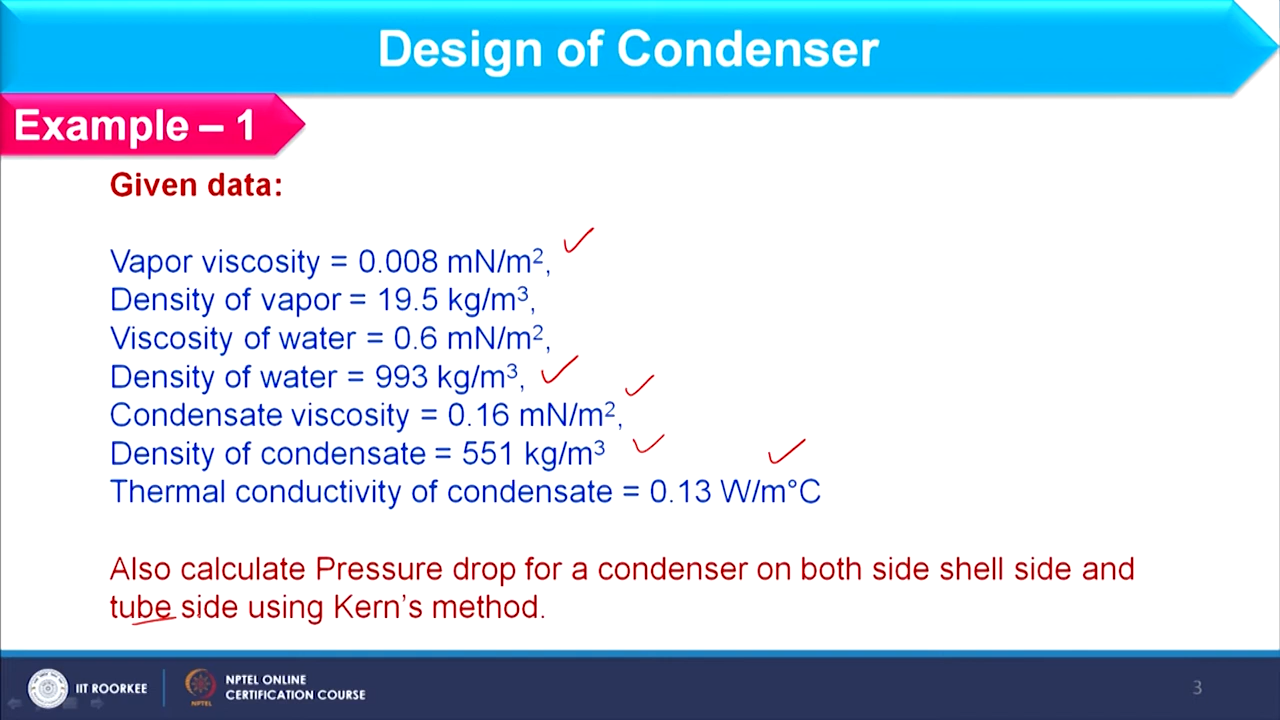 Design of Condenser
Example – 1
Given data:
Vapor viscosity = 0.008 mN/m²,
Density of vapor = 19.5 kg/m³,
Viscosity of water = 0.6 mN/m²,
Density of water = 993 kg/m³,
Condensate viscosity = 0.16 mN/m²,
Density of condensate = 551 kg/m³
Thermal conductivity of condensate = 0.13 W/m°C
Also calculate Pressure drop for a condenser on both side shell side and
tube side using Kern's method.
IIT ROORKEE
NPTEL
NPTEL ONLINE
CERTIFICATION COURSE
3